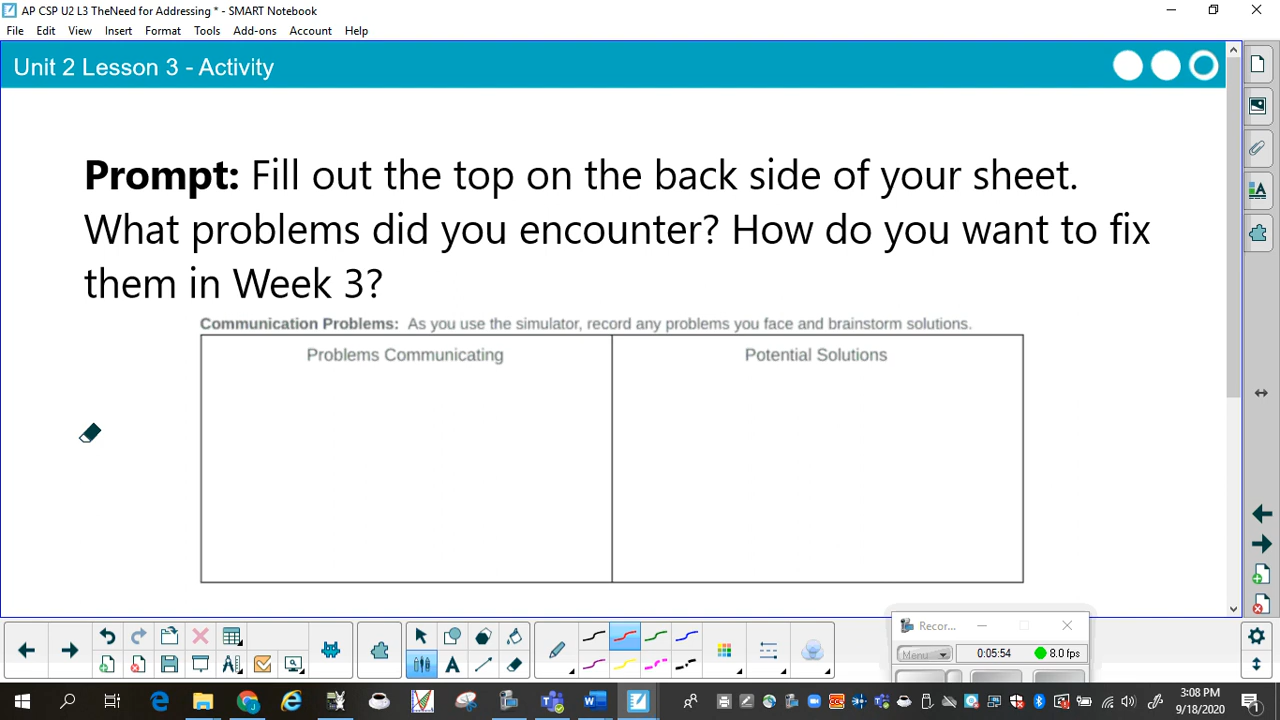 AP CSP U2 L3 TheNeed for Addressing * - SMART Notebook
File Edit View Insert Format Tools Add-ons Account Help
Unit 2 Lesson 3 - Activity
Prompt: Fill out the top on the back side of your sheet.
What problems did you encounter? How do you want to fix
them in Week 3?
Communication Problems: As you use the simulator, record any problems you face and brainstorm solutions.
Problems Communicating
Potential Solutions
Recor...
Menu 0:05:54 8.0 fps
3:08 PM
9/18/2020